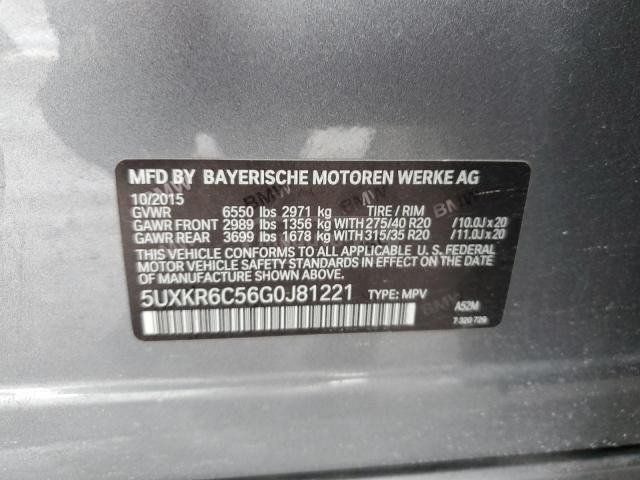 MFD BY BAYERISCHE MOTOREN WERKE AG
10/2015
GVWR 6550 lbs 2971 kg TIRE / RIM
GAWR FRONT 2989 lbs 1356 kg WITH 275/40 R20 /10.0J x 20
GAWR REAR 3699 lbs 1678 kg WITH 315/35 R20 /11.0J x 20
THIS VEHICLE CONFORMS TO ALL APPLICABLE U. S. FEDERAL
MOTOR VEHICLE SAFETY STANDARDS IN EFFECT ON THE DATE OF
MANUFACTURE SHOWN ABOVE.
5UXKR6C56G0J81221 TYPE: MPV A52M
7 320 729